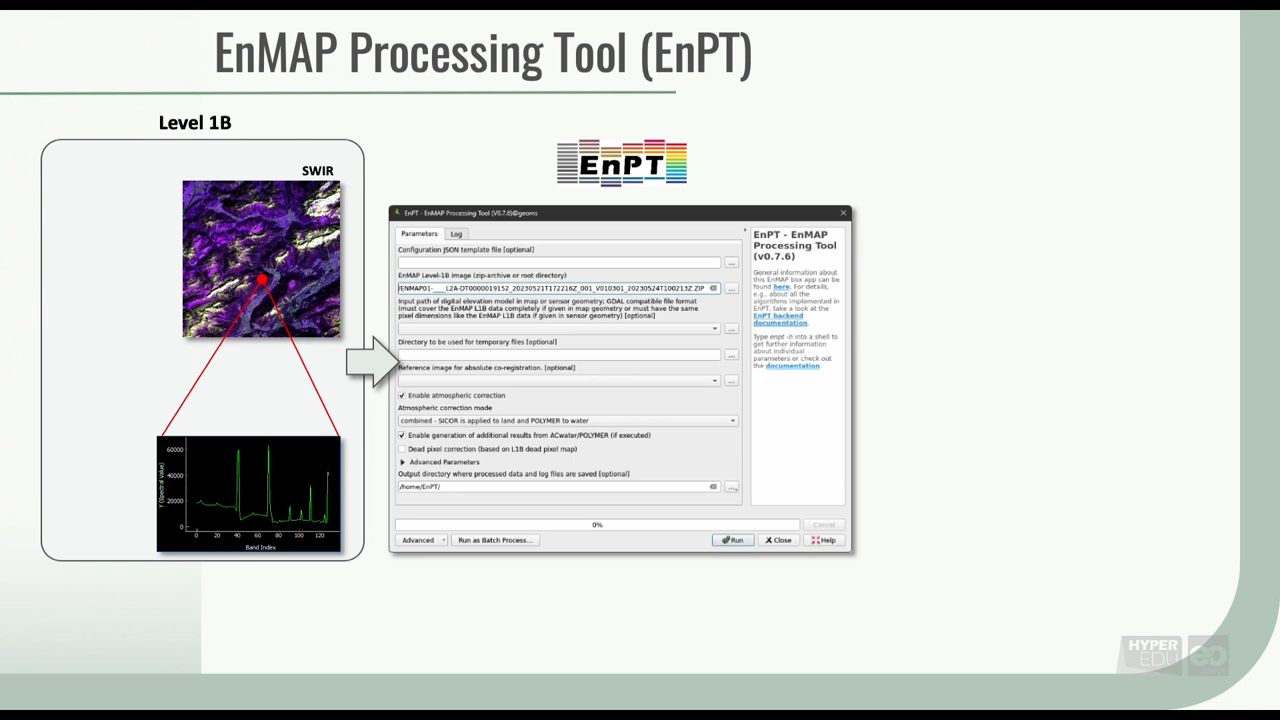 EnMAP Processing Tool (EnPT)
Level 1B
SWIR
EnPT
60000
40000
20000
0
Y (Spectral Value)
0 20 40 60 80 100 120
Band Index
EnPT - EnMAP Processing Tool (V0.7.6)@geoms
Parameters Log
Configuration JSON template file [optional]
...
EnMAP Level-1B image (zip-archive or root directory)
ENMAP01-____L2A-DT0000019152_20230521T172216Z_001_V010301_20230524T100213Z.ZIP ...
Input path of digital elevation model in map or sensor geometry; GDAL compatible file format
(must cover the EnMAP L1B data completely if given in map geometry or must have the same
pixel dimensions like the EnMAP L1B data if given in sensor geometry) [optional]
...
Directory to be used for temporary files [optional]
...
Reference image for absolute co-registration. [optional]
...
Enable atmospheric correction
Atmospheric correction mode
combined - SICOR is applied to land and POLYMER to water
Enable generation of additional results from ACwater/POLYMER (if executed)
Dead pixel correction (based on L1B dead pixel map)
Advanced Parameters
Output directory where processed data and log files are saved [optional]
/home/EnPT/ ...
0% Cancel
Advanced Run as Batch Process... Run Close Help
EnPT - EnMAP
Processing Tool
(v0.7.6)
General information about
this EnMAP box app can be
found here. For details,
e.g., about all the
algorithms implemented in
EnPT, take a look at the
EnPT backend
documentation.
Type enpt -h into a shell to
get further information
about individual
parameters or check out
the documentation.
HYPER
EDU
eo